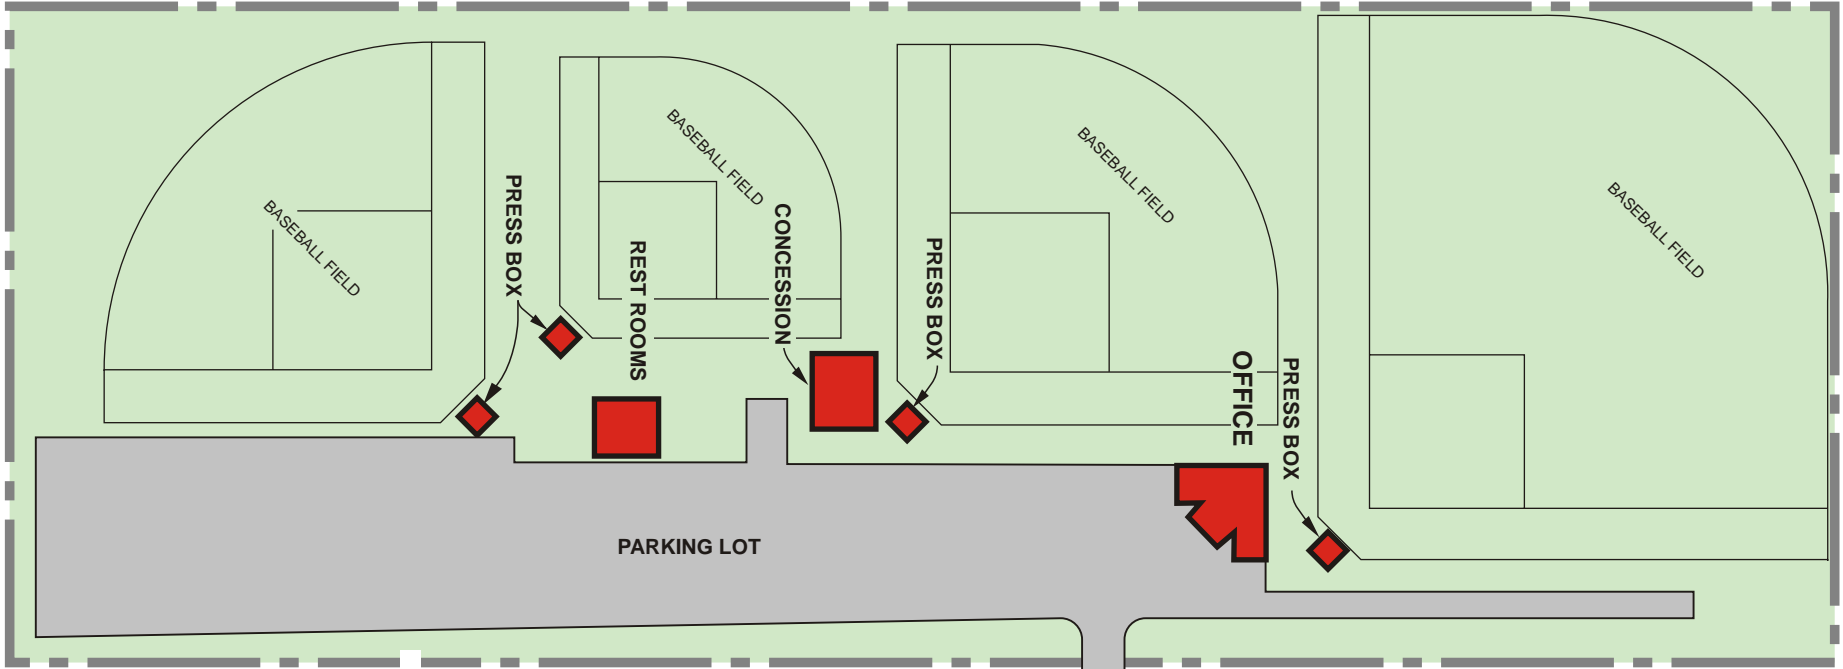 BASEBALL FIELD
PRESS BOX
BASEBALL FIELD
REST ROOMS
CONCESSION
PRESS BOX
BASEBALL FIELD
OFFICE
PRESS BOX
BASEBALL FIELD
PARKING LOT